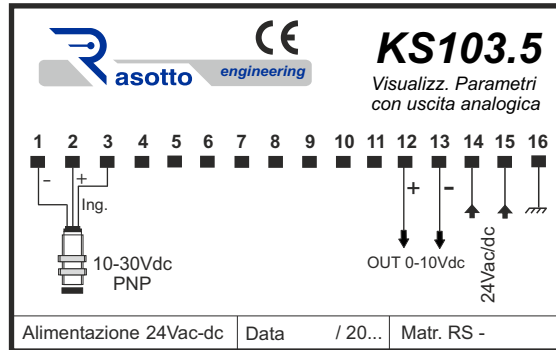 Rasotto engineering
CE
KS103.5
Visualizz. Parametri
con uscita analogica
1 2 3 4 5 6 7 8 9 10 11 12 13 14 15 16
- +
Ing.
+ -
10-30Vdc
PNP
OUT 0-10Vdc
24Vac/dc
Alimentazione 24Vac-dc
Data / 20...
Matr. RS -